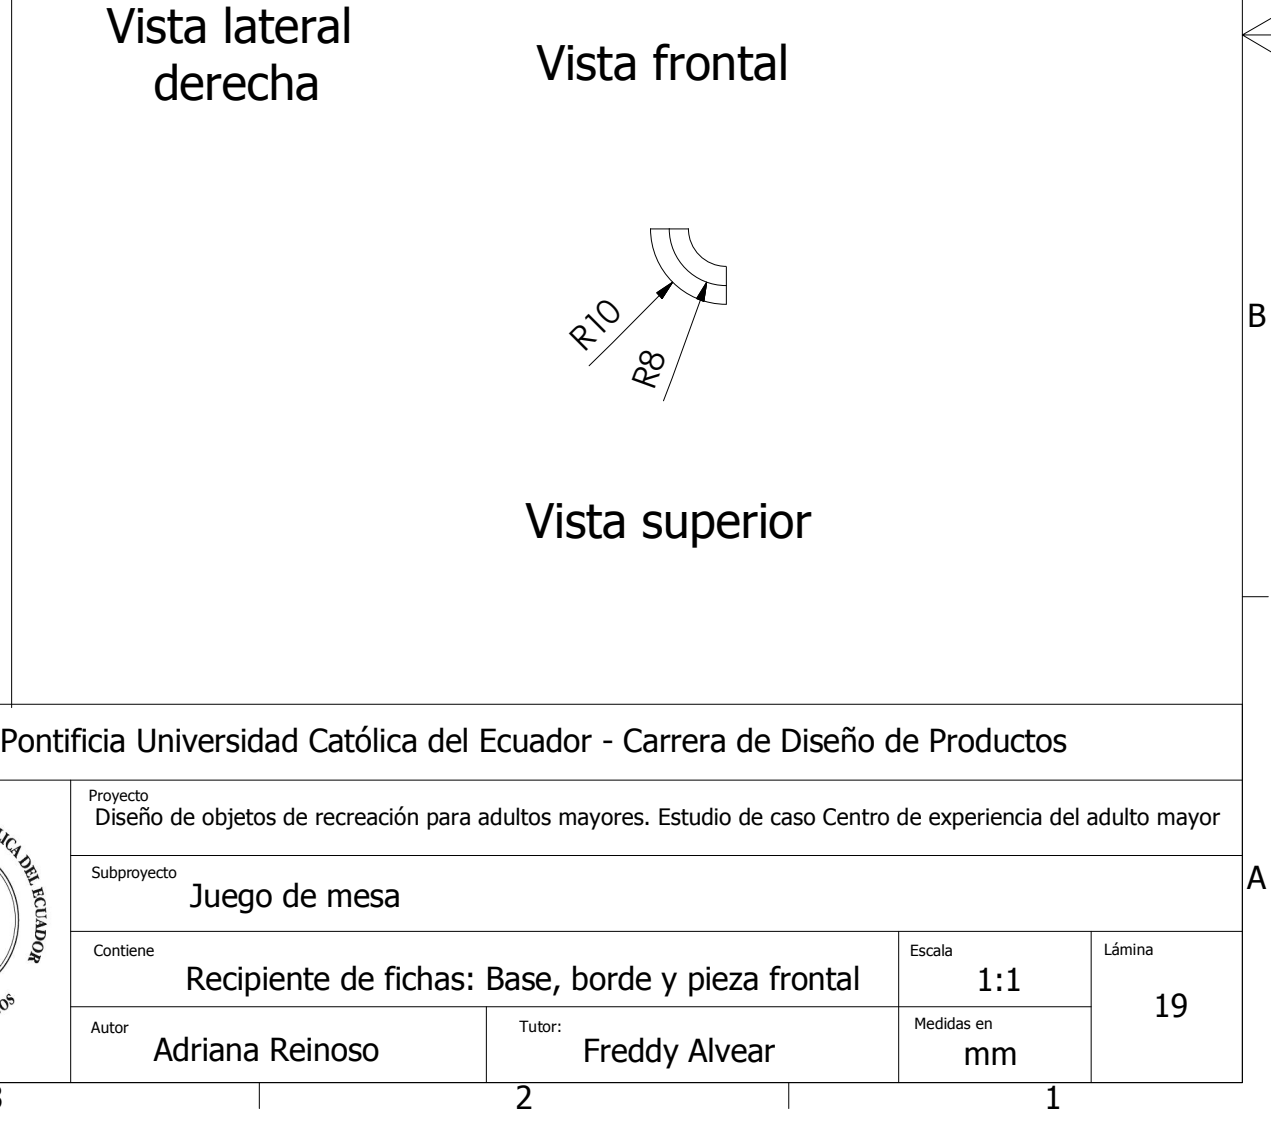 Vista lateral
derecha
Vista frontal
R10
R8
B
Vista superior
Pontificia Universidad Católica del Ecuador - Carrera de Diseño de Productos
Proyecto
Diseño de objetos de recreación para adultos mayores. Estudio de caso Centro de experiencia del adulto mayor
DEL ECUADOR
Subproyecto
Juego de mesa
A
Contiene
Recipiente de fichas: Base, borde y pieza frontal
Escala
1:1
Lámina
19
Autor
Adriana Reinoso
Tutor:
Freddy Alvear
Medidas en
mm
2
1